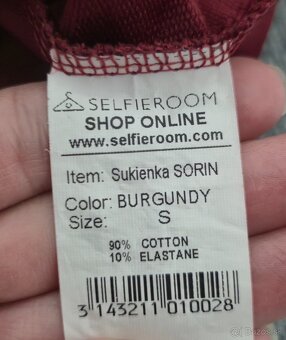 SELFIEROOM
SHOP ONLINE
www.selfieroom.com
Item: Sukienka SORIN
Color: BURGUNDY
Size: S
90% COTTON
10% ELASTANE
3 143211 010028